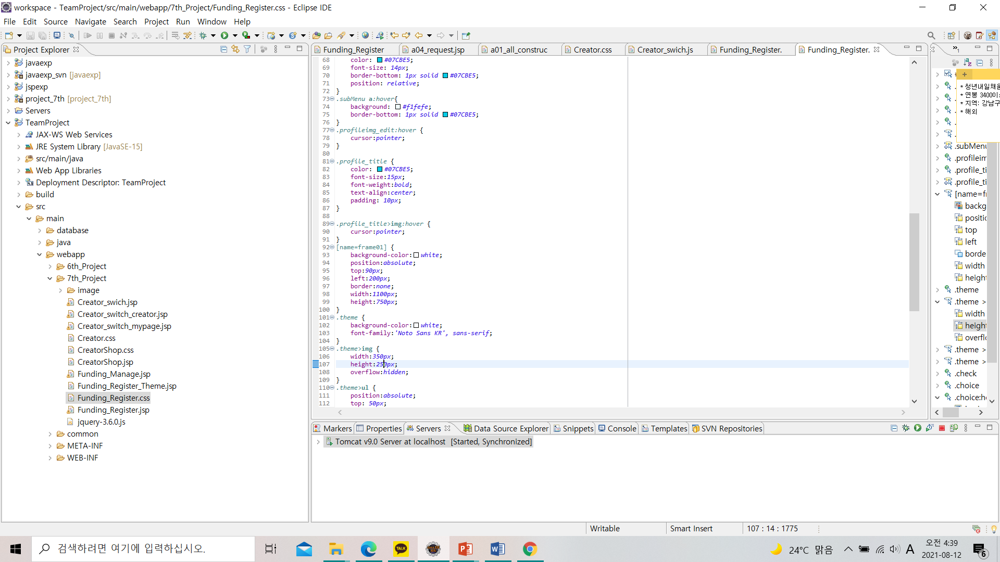 workspace - TeamProject/src/main/webapp/7th_Project/Funding_Register.css - Eclipse IDE
File Edit Source Navigate Search Project Run Window Help
Project Explorer
javaexp
javaexp_svn [javaexp]
jspexp
project_7th [project_7th]
Servers
TeamProject
JAX-WS Web Services
JRE System Library [JavaSE-15]
src/main/java
Web App Libraries
Deployment Descriptor: TeamProject
build
src
main
database
java
webapp
6th_Project
7th_Project
image
Creator_swich.jsp
Creator_switch_creator.jsp
Creator_switch_mypage.jsp
Creator.css
CreatorShop.css
CreatorShop.jsp
Funding_Manage.jsp
Funding_Register_Theme.jsp
Funding_Register.css
Funding_Register.jsp
jquery-3.6.0.js
common
META-INF
WEB-INF
Funding_Register a04_request.jsp a01_all_construc Creator.css Creator_swich.js Funding_Register. Funding_Register.
68 color: #07CBE5;
69 font-size: 14px;
70 border-bottom: 1px solid #07CBE5;
71 position: relative;
72 }
73 .subMenu a:hover{
74 background: #f1fefe;
75 border-bottom: 1px solid #07CBE5;
76 }
77 .profileimg_edit:hover {
78 cursor:pointer;
79 }
80
81 .profile_title {
82 color: #07CBE5;
83 font-size:15px;
84 font-weight:bold;
85 text-align:center;
86 padding: 10px;
87 }
88
89 .profile_title>img:hover {
90 cursor:pointer;
91 }
92 [name=frame01] {
93 background-color: white;
94 position:absolute;
95 top:90px;
96 left:200px;
97 border:none;
98 width:1100px;
99 height:750px;
100 }
101 .theme {
102 background-color: white;
103 font-family:'Noto Sans KR', sans-serif;
104 }
105 .theme>img {
106 width:350px;
107 height:250px;
108 overflow:hidden;
109 }
110 .theme>ul {
111 position:absolute;
112 top: 50px;
* 청년내일채움
* 연봉 3400이상
* 지역: 강남구
* 해외
.subMenu
.profileim
.profile_ti
.profile_ti
[name=fr
backg
positic
top
left
borde
width
height
.theme
.theme >
width
height
overflo
.theme >
.theme >
.check
.choice
.choice:ho
Markers Properties Servers Data Source Explorer Snippets Console Templates SVN Repositories
Tomcat v9.0 Server at localhost [Started, Synchronized]
Writable Smart Insert 107 : 14 : 1775
검색하려면 여기에 입력하십시오.
TALK
24°C 맑음
A
오전 4:39
2021-08-12
6